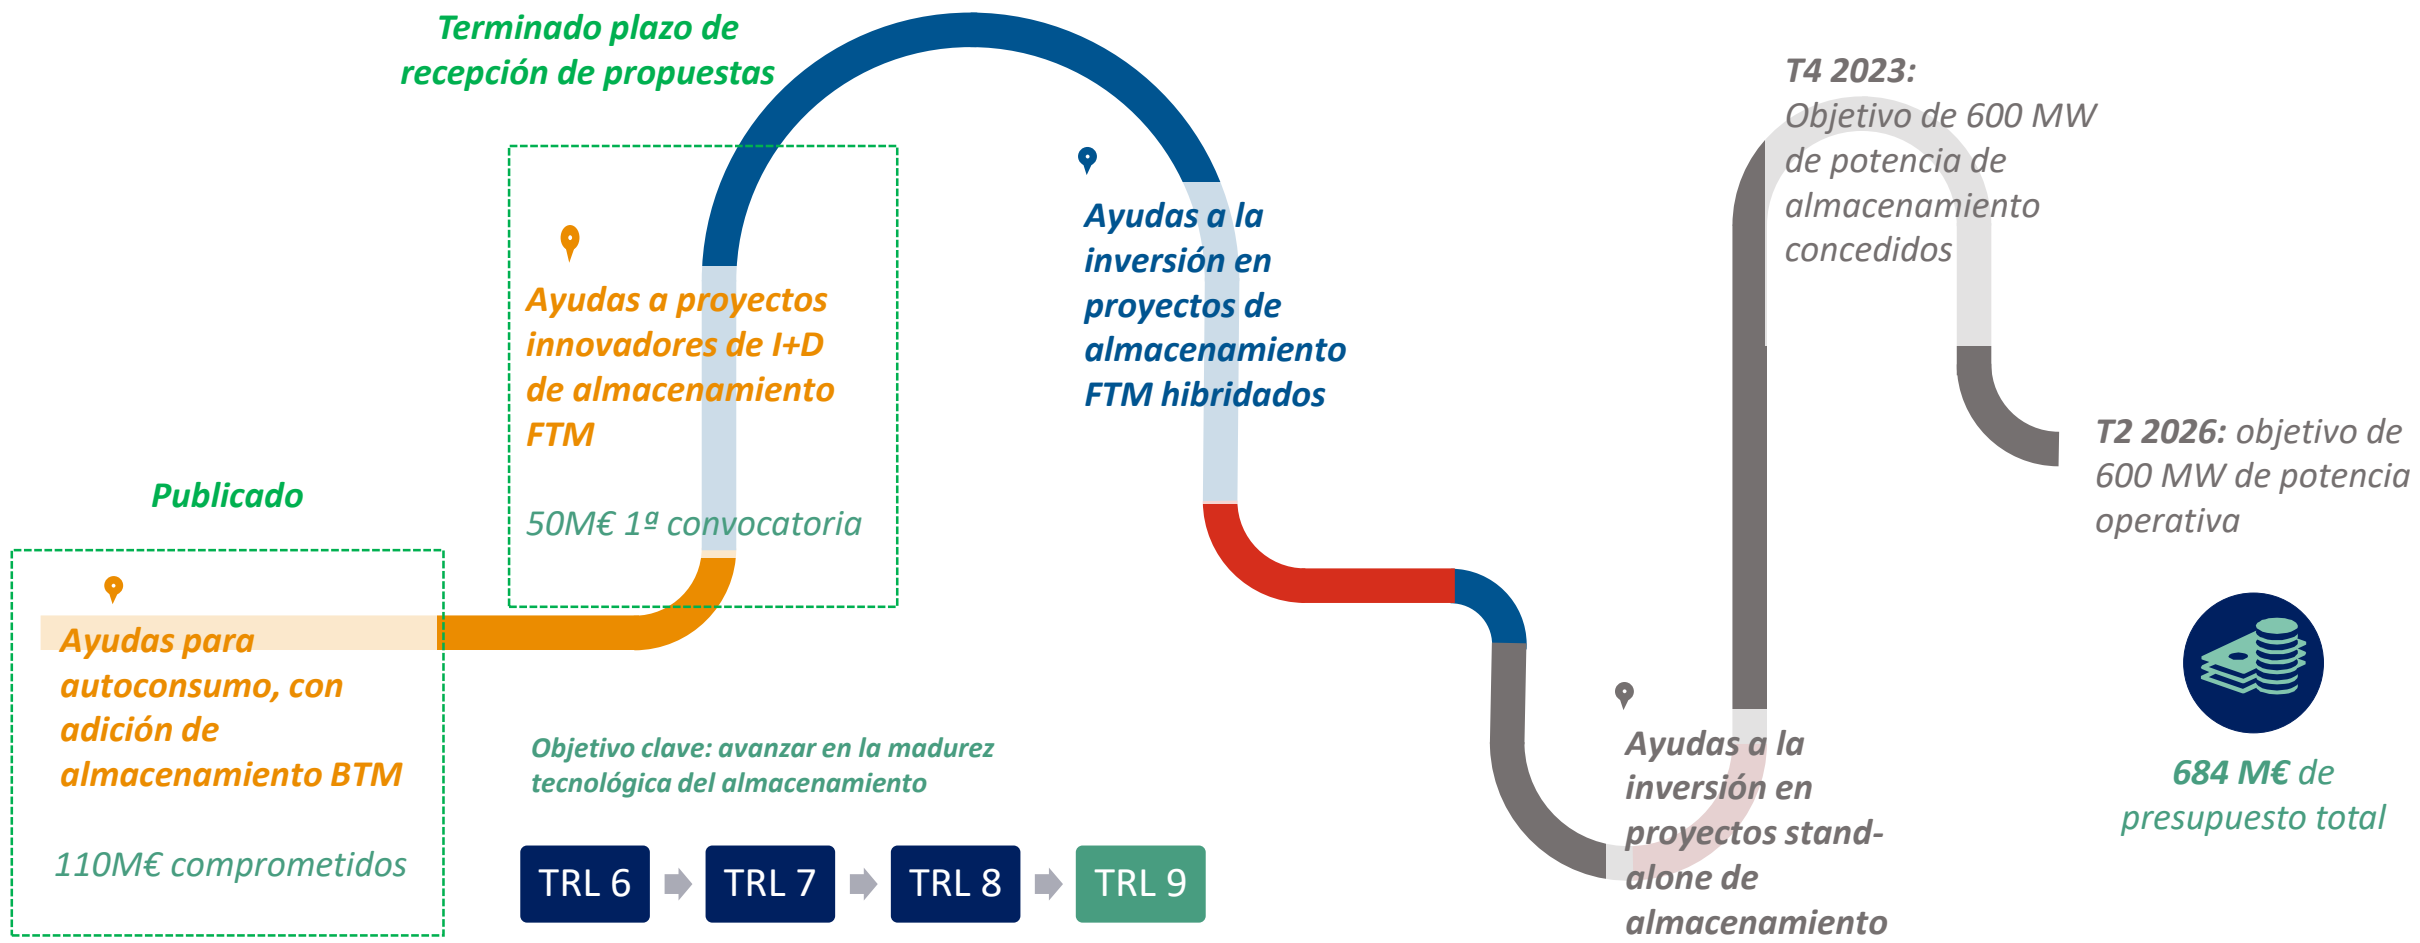 Terminado plazo de
recepción de propuestas
Publicado
Ayudas para
autoconsumo, con
adición de
almacenamiento BTM
110M€ comprometidos
Ayudas a proyectos
innovadores de I+D
de almacenamiento
FTM
50M€ 1ª convocatoria
Objetivo clave: avanzar en la madurez
tecnológica del almacenamiento
TRL 6
TRL 7
TRL 8
TRL 9
Ayudas a la
inversión en
proyectos de
almacenamiento
FTM hibridados
Ayudas a la
inversión en
proyectos stand-
alone de
almacenamiento
T4 2023:
Objetivo de 600 MW
de potencia de
almacenamiento
concedidos
T2 2026: objetivo de
600 MW de potencia
operativa
684 M€ de
presupuesto total